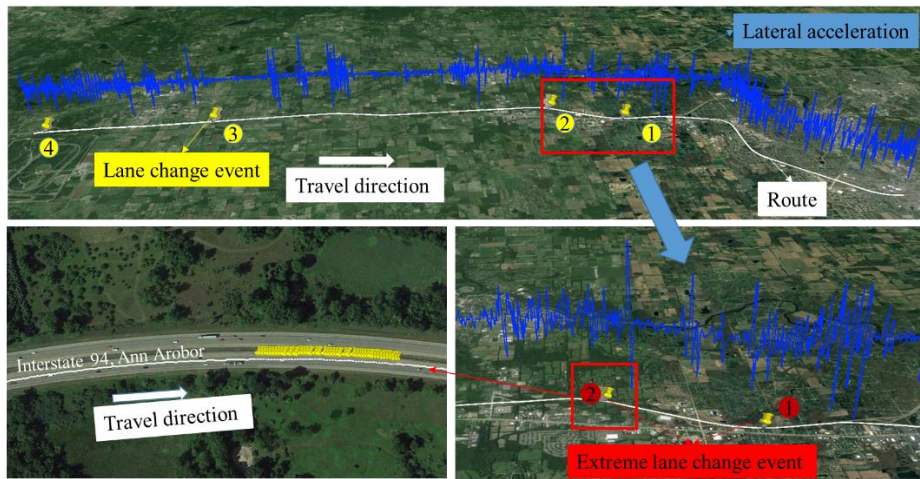 Lateral acceleration
4
3
2
1
Lane change event
Travel direction
Route
Interstate 94, Ann Arobor
Travel direction
2
1
Extreme lane change event